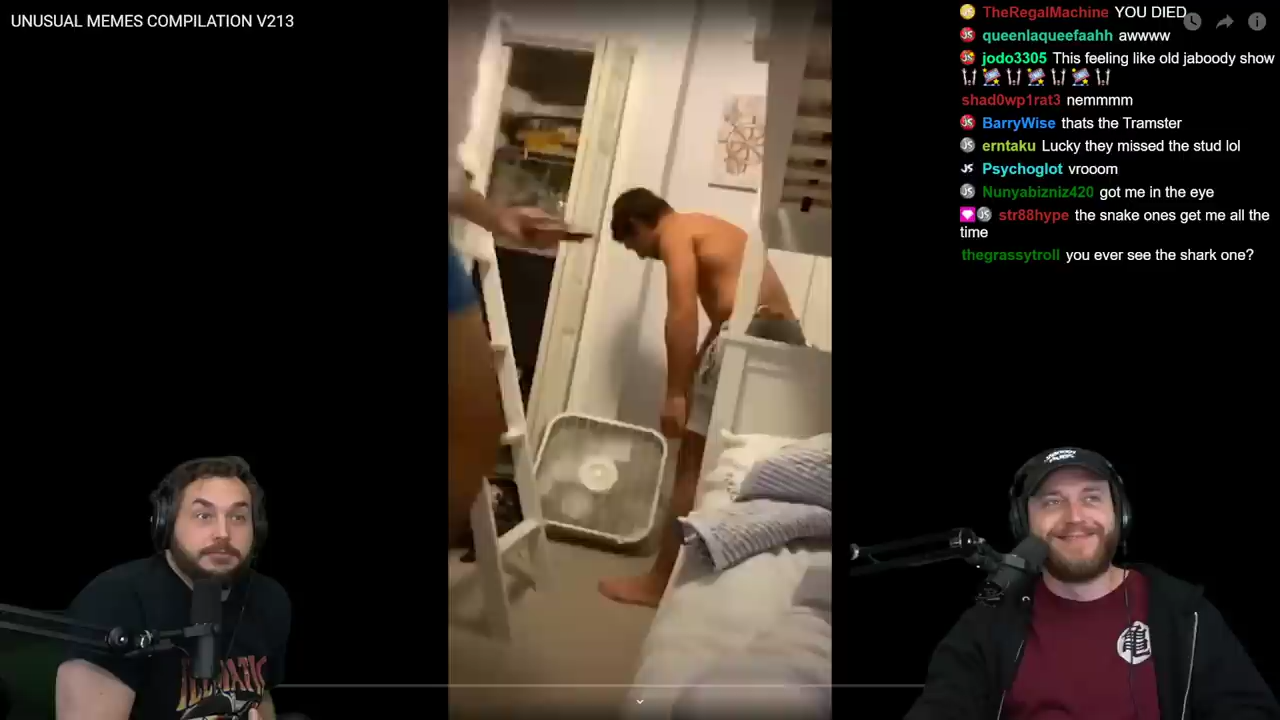 UNUSUAL MEMES COMPILATION V213
TheRegalMachine YOU DIED
queenlaqueefaahh awwww
jodo3305 This feeling like old jaboody show
shad0wp1rat3 nemmmm
BarryWise thats the Tramster
erntaku Lucky they missed the stud lol
Psychoglot vrooom
Nunyabizniz420 got me in the eye
str88hype the snake ones get me all the
time
thegrassytroll you ever see the shark one?
亀